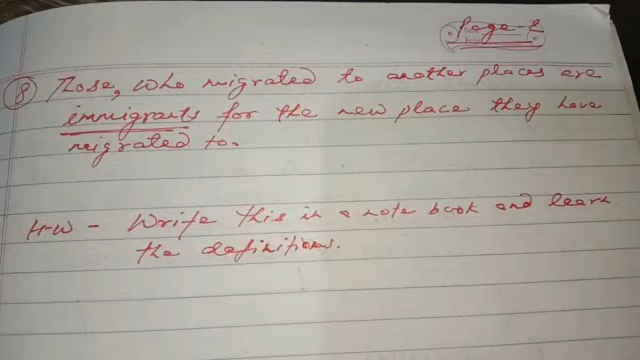 Page-2
8 Those, who migrated to another places are
immigrants for the new place they have
migrated to.
H-W - Write this in a note book and learn
the definitions.